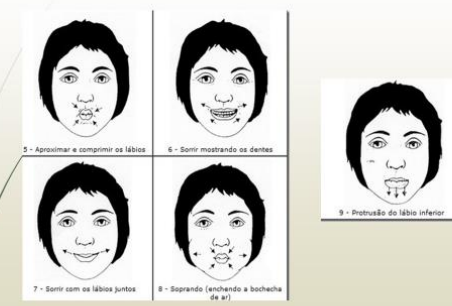 5 - Aproximar e comprimir os lábios
6 - Sorrir mostrando os dentes
7 - Sorrir com os lábios juntos
8 - Soprando (enchendo a bochecha
de ar)
9 - Protrusão do lábio inferior